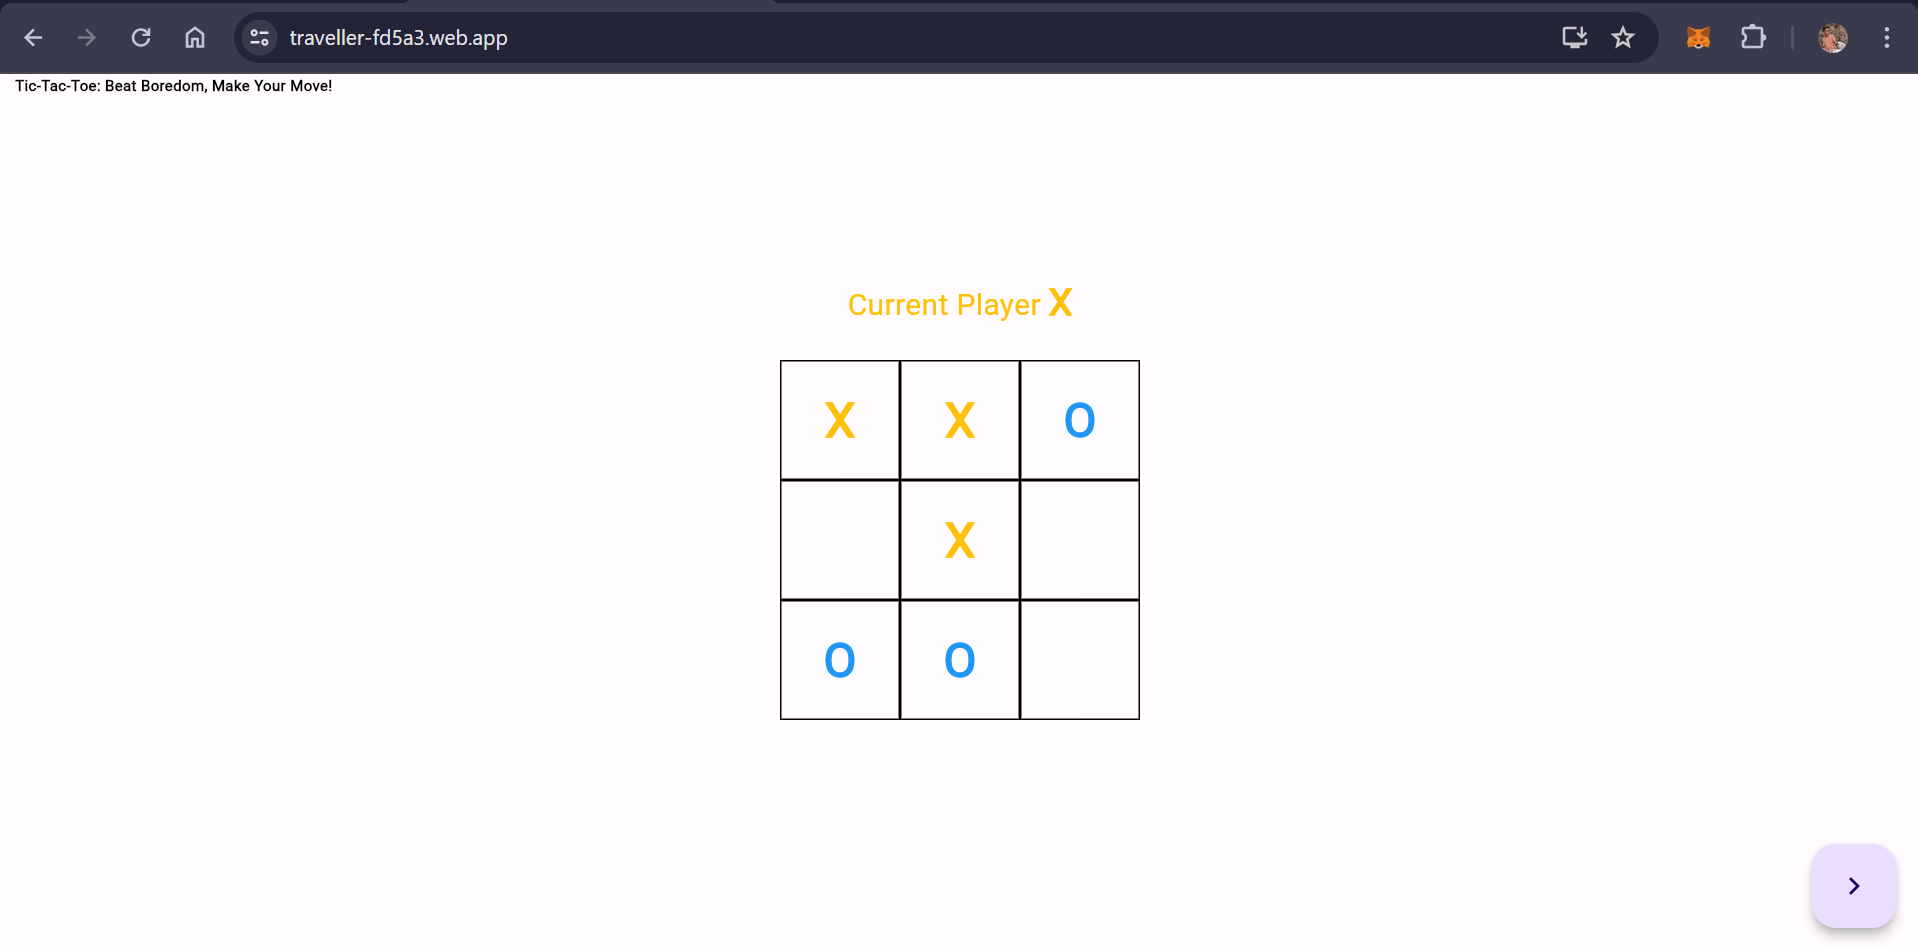 traveller-fd5a3.web.app
Tic-Tac-Toe: Beat Boredom, Make Your Move!
Current Player X
X X O
X
O O